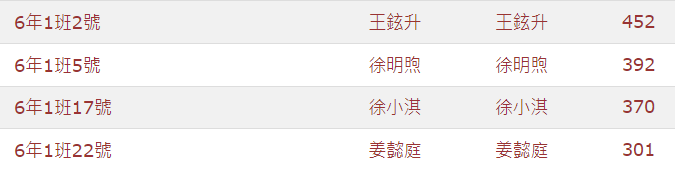 6年1班2號 王鉉升 王鉉升 452
6年1班5號 徐明煦 徐明煦 392
6年1班17號 徐小淇 徐小淇 370
6年1班22號 姜懿庭 姜懿庭 301